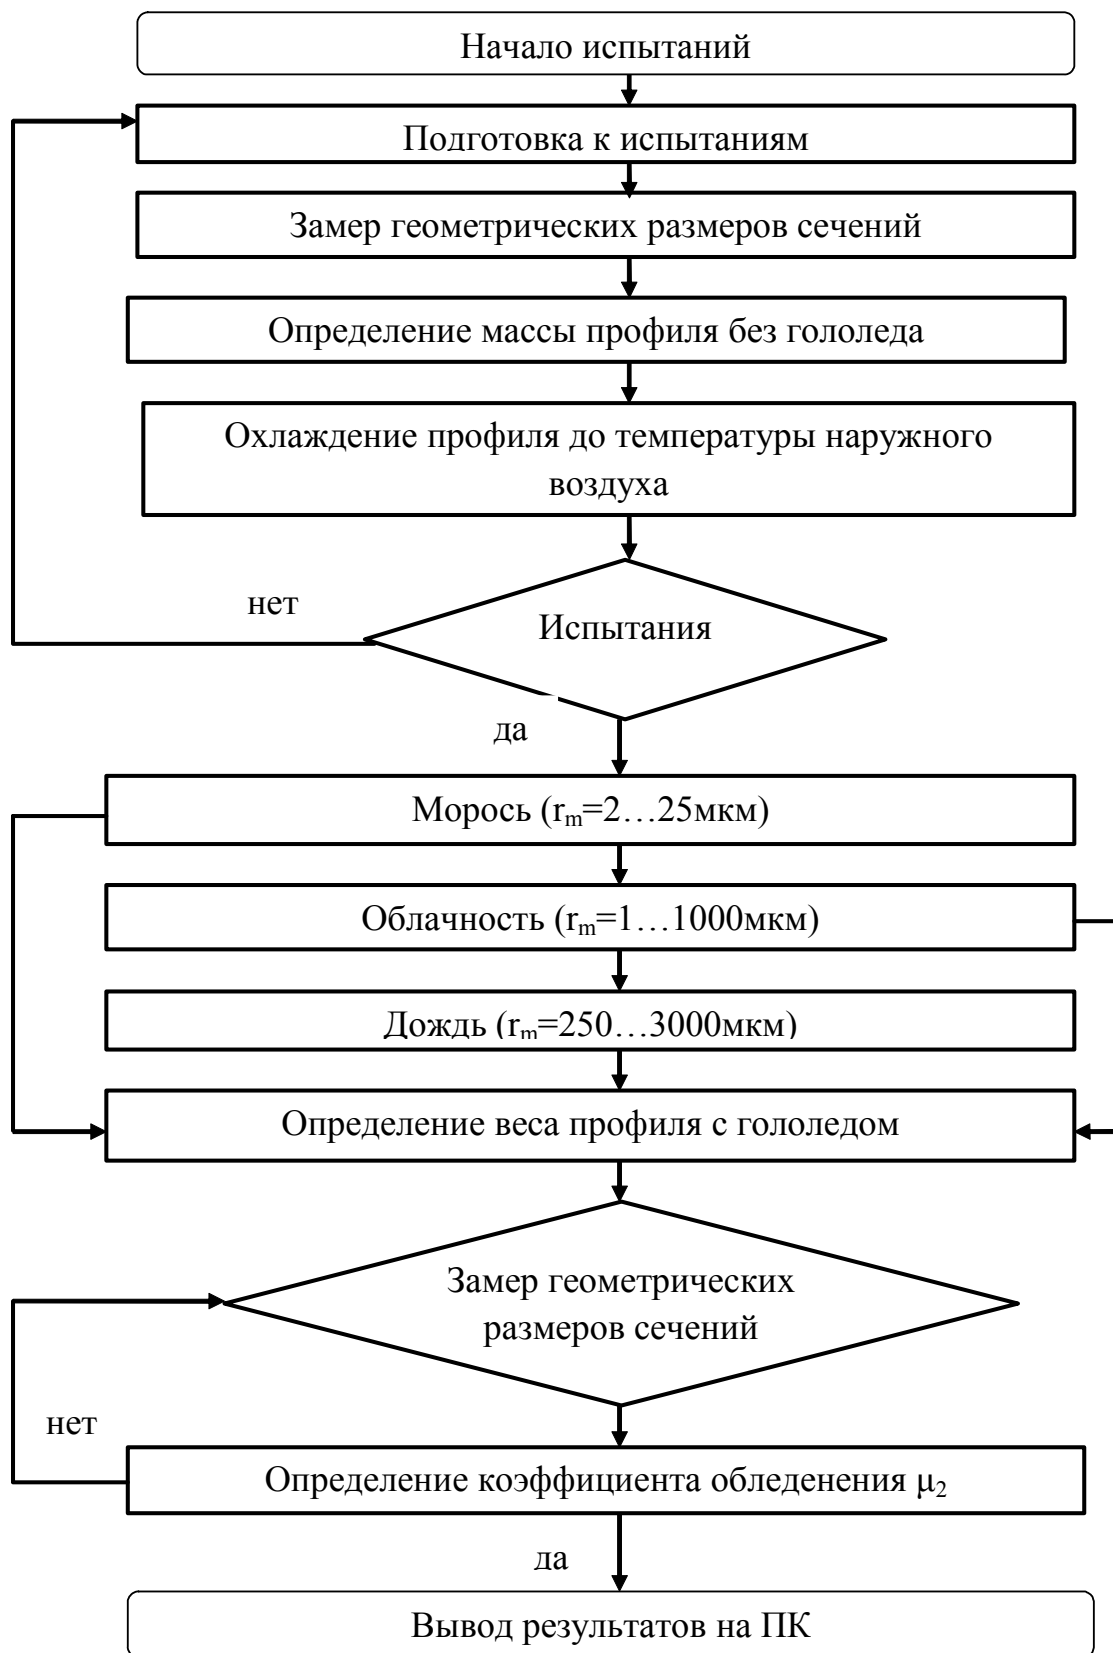 Начало испытаний
Подготовка к испытаниям
Замер геометрических размеров сечений
Определение массы профиля без гололеда
Охлаждение профиля до температуры наружного
воздуха
нет
Испытания
да
Морось (rₘ=2…25мкм)
Облачность (rₘ=1…1000мкм)
Дождь (rₘ=250…3000мкм)
Определение веса профиля с гололедом
Замер геометрических
размеров сечений
нет
Определение коэффициента обледенения μ₂
да
Вывод результатов на ПК